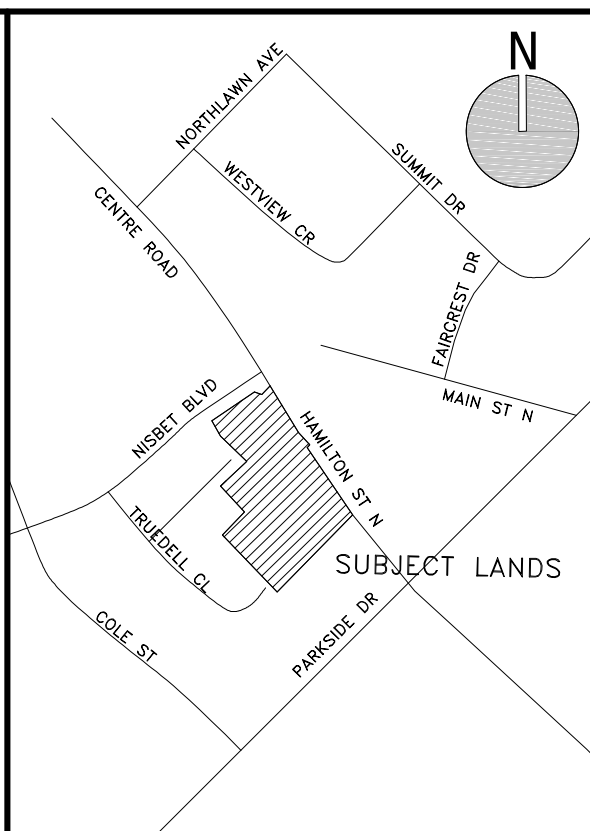 N
NORTHLAWN AVE
SUMMIT DR
WESTVIEW CR
CENTRE ROAD
FAIRCREST DR
MAIN ST N
NISBET BLVD
HAMILTON ST N
TRUEDELL CL
SUBJECT LANDS
COLE ST
PARKSIDE DR